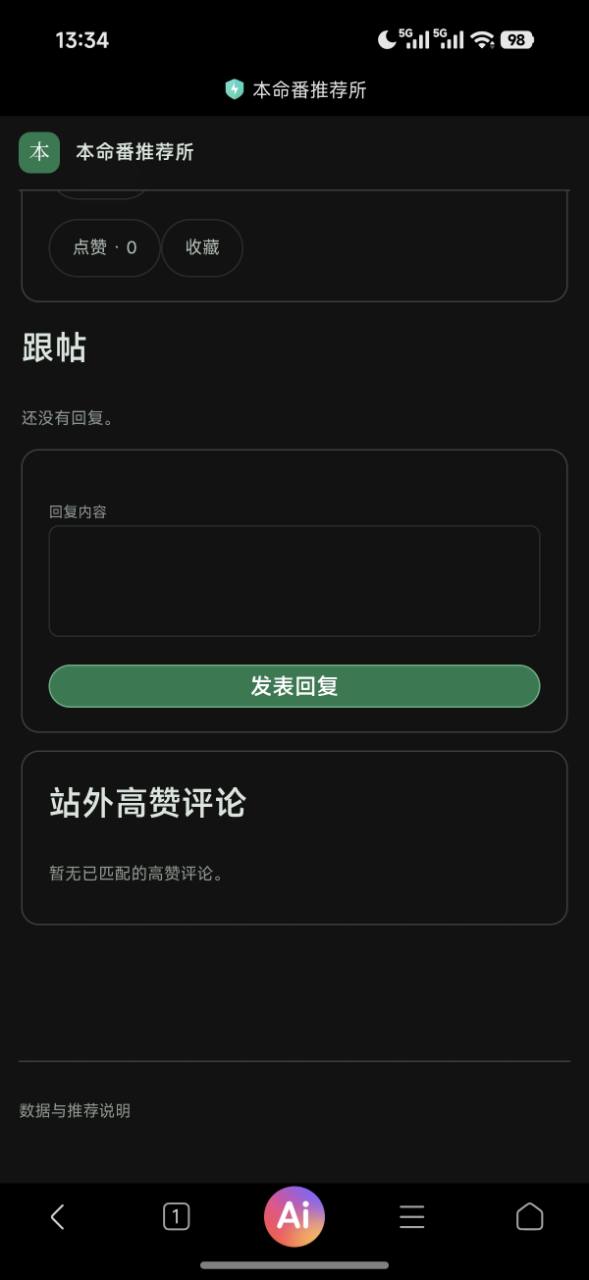 13:34
5G 5G 98
本命番推荐所
本 本命番推荐所
点赞 · 0 收藏
跟帖
还没有回复。
回复内容
发表回复
站外高赞评论
暂无已匹配的高赞评论。
数据与推荐说明
1 Ai